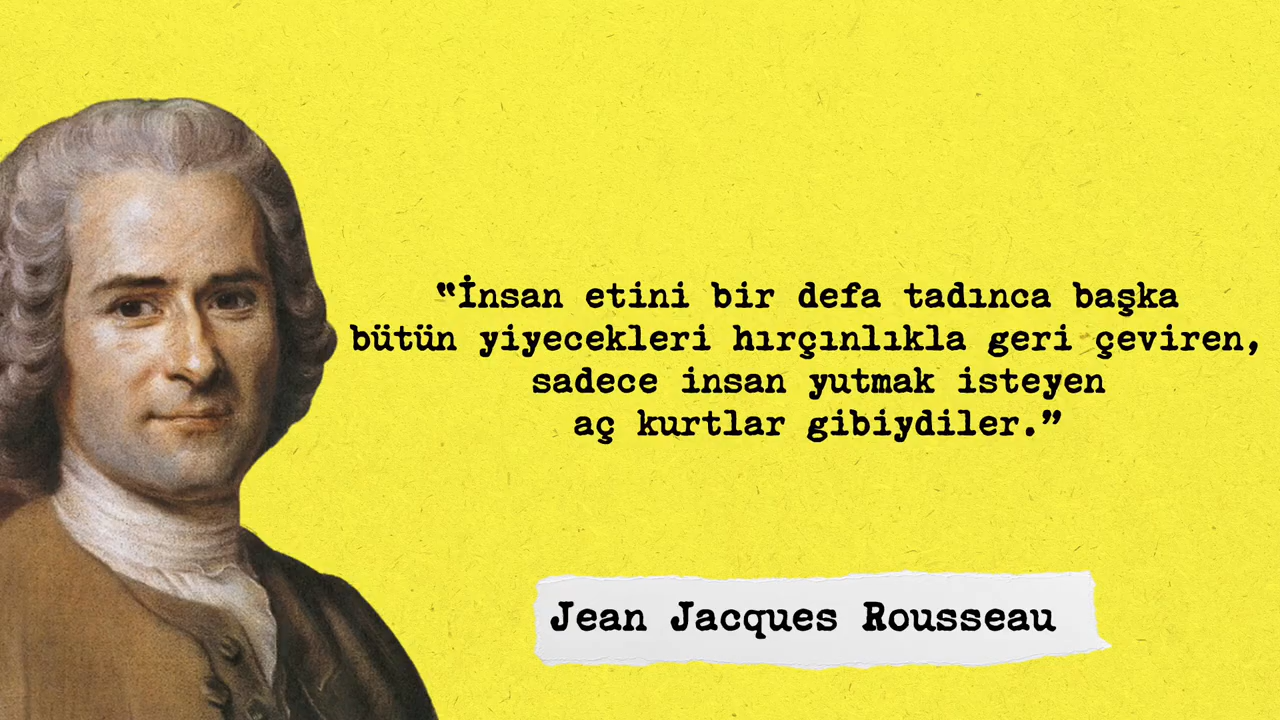 “İnsan etini bir defa tadınca başka
bütün yiyecekleri hırçınlıkla geri çeviren,
sadece insan yutmak isteyen
aç kurtlar gibiydiler.”
Jean Jacques Rousseau